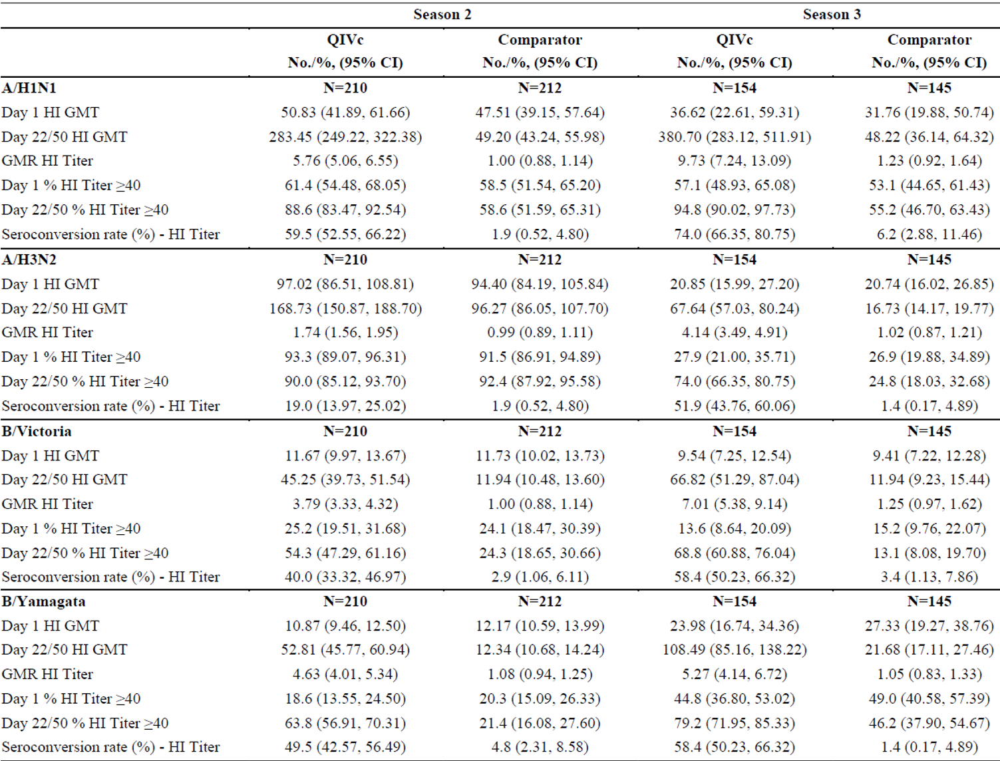 Season 2 Season 3
QIVc Comparator QIVc Comparator
No./%, (95% CI) No./%, (95% CI) No./%, (95% CI) No./%, (95% CI)
A/H1N1 N=210 N=212 N=154 N=145
Day 1 HI GMT 50.83 (41.89, 61.66) 47.51 (39.15, 57.64) 36.62 (22.61, 59.31) 31.76 (19.88, 50.74)
Day 22/50 HI GMT 283.45 (249.22, 322.38) 49.20 (43.24, 55.98) 380.70 (283.12, 511.91) 48.22 (36.14, 64.32)
GMR HI Titer 5.76 (5.06, 6.55) 1.00 (0.88, 1.14) 9.73 (7.24, 13.09) 1.23 (0.92, 1.64)
Day 1 % HI Titer ≥40 61.4 (54.48, 68.05) 58.5 (51.54, 65.20) 57.1 (48.93, 65.08) 53.1 (44.65, 61.43)
Day 22/50 % HI Titer ≥40 88.6 (83.47, 92.54) 58.6 (51.59, 65.31) 94.8 (90.02, 97.73) 55.2 (46.70, 63.43)
Seroconversion rate (%) - HI Titer 59.5 (52.55, 66.22) 1.9 (0.52, 4.80) 74.0 (66.35, 80.75) 6.2 (2.88, 11.46)
A/H3N2 N=210 N=212 N=154 N=145
Day 1 HI GMT 97.02 (86.51, 108.81) 94.40 (84.19, 105.84) 20.85 (15.99, 27.20) 20.74 (16.02, 26.85)
Day 22/50 HI GMT 168.73 (150.87, 188.70) 96.27 (86.05, 107.70) 67.64 (57.03, 80.24) 16.73 (14.17, 19.77)
GMR HI Titer 1.74 (1.56, 1.95) 0.99 (0.89, 1.11) 4.14 (3.49, 4.91) 1.02 (0.87, 1.21)
Day 1 % HI Titer ≥40 93.3 (89.07, 96.31) 91.5 (86.91, 94.89) 27.9 (21.00, 35.71) 26.9 (19.88, 34.89)
Day 22/50 % HI Titer ≥40 90.0 (85.12, 93.70) 92.4 (87.92, 95.58) 74.0 (66.35, 80.75) 24.8 (18.03, 32.68)
Seroconversion rate (%) - HI Titer 19.0 (13.97, 25.02) 1.9 (0.52, 4.80) 51.9 (43.76, 60.06) 1.4 (0.17, 4.89)
B/Victoria N=210 N=212 N=154 N=145
Day 1 HI GMT 11.67 (9.97, 13.67) 11.73 (10.02, 13.73) 9.54 (7.25, 12.54) 9.41 (7.22, 12.28)
Day 22/50 HI GMT 45.25 (39.73, 51.54) 11.94 (10.48, 13.60) 66.82 (51.29, 87.04) 11.94 (9.23, 15.44)
GMR HI Titer 3.79 (3.33, 4.32) 1.00 (0.88, 1.14) 7.01 (5.38, 9.14) 1.25 (0.97, 1.62)
Day 1 % HI Titer ≥40 25.2 (19.51, 31.68) 24.1 (18.47, 30.39) 13.6 (8.64, 20.09) 15.2 (9.76, 22.07)
Day 22/50 % HI Titer ≥40 54.3 (47.29, 61.16) 24.3 (18.65, 30.66) 68.8 (60.88, 76.04) 13.1 (8.08, 19.70)
Seroconversion rate (%) - HI Titer 40.0 (33.32, 46.97) 2.9 (1.06, 6.11) 58.4 (50.23, 66.32) 3.4 (1.13, 7.86)
B/Yamagata N=210 N=212 N=154 N=145
Day 1 HI GMT 10.87 (9.46, 12.50) 12.17 (10.59, 13.99) 23.98 (16.74, 34.36) 27.33 (19.27, 38.76)
Day 22/50 HI GMT 52.81 (45.77, 60.94) 12.34 (10.68, 14.24) 108.49 (85.16, 138.22) 21.68 (17.11, 27.46)
GMR HI Titer 4.63 (4.01, 5.34) 1.08 (0.94, 1.25) 5.27 (4.14, 6.72) 1.05 (0.83, 1.33)
Day 1 % HI Titer ≥40 18.6 (13.55, 24.50) 20.3 (15.09, 26.33) 44.8 (36.80, 53.02) 49.0 (40.58, 57.39)
Day 22/50 % HI Titer ≥40 63.8 (56.91, 70.31) 21.4 (16.08, 27.60) 79.2 (71.95, 85.33) 46.2 (37.90, 54.67)
Seroconversion rate (%) - HI Titer 49.5 (42.57, 56.49) 4.8 (2.31, 8.58) 58.4 (50.23, 66.32) 1.4 (0.17, 4.89)